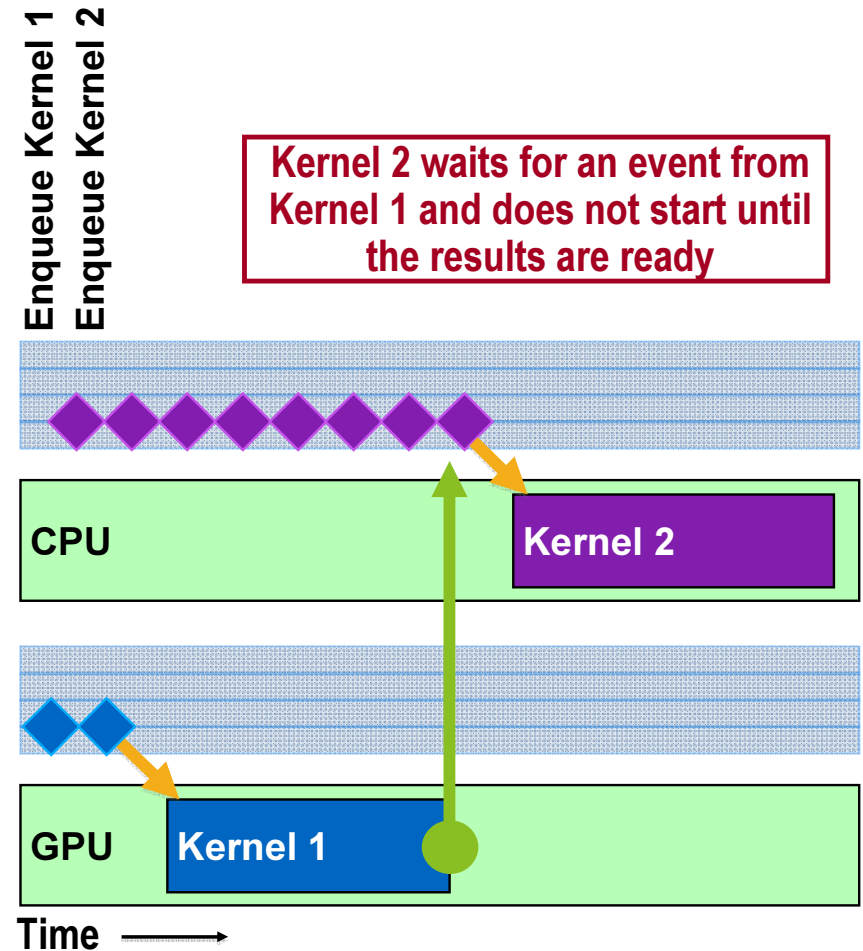 Enqueue Kernel 1
Enqueue Kernel 2
Kernel 2 waits for an event from
Kernel 1 and does not start until
the results are ready
CPU
Kernel 2
GPU
Kernel 1
Time